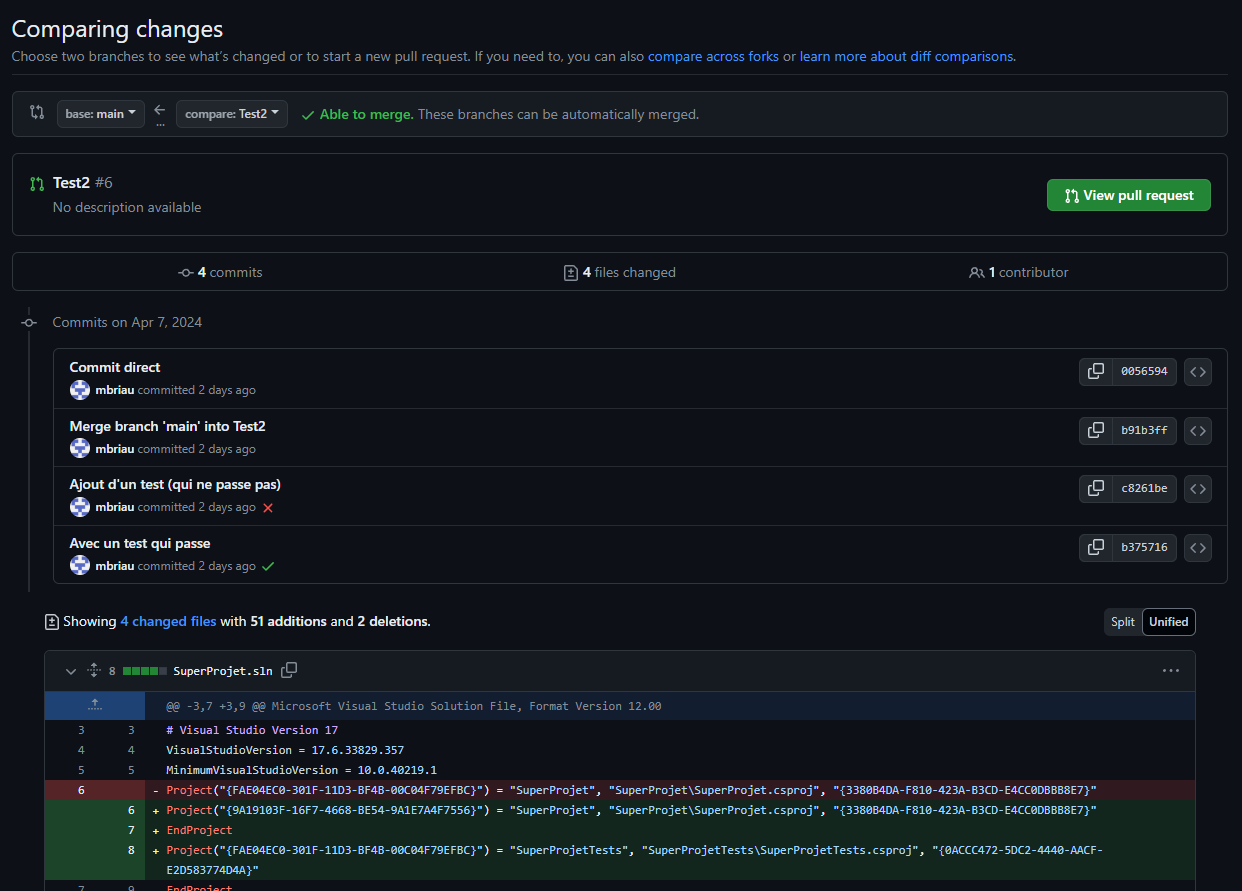 Comparing changes
Choose two branches to see what's changed or to start a new pull request. If you need to, you can also compare across forks or learn more about diff comparisons.
base: main ... compare: Test2 Able to merge. These branches can be automatically merged.
Test2 #6
No description available
View pull request
4 commits 4 files changed 1 contributor
Commits on Apr 7, 2024
Commit direct
mbriau committed 2 days ago
0056594
Merge branch 'main' into Test2
mbriau committed 2 days ago
b91b3ff
Ajout d'un test (qui ne passe pas)
mbriau committed 2 days ago
c8261be
Avec un test qui passe
mbriau committed 2 days ago
b375716
Showing 4 changed files with 51 additions and 2 deletions.
Split Unified
8 SuperProjet.sln
@@ -3,7 +3,9 @@ Microsoft Visual Studio Solution File, Format Version 12.00
3 3 # Visual Studio Version 17
4 4 VisualStudioVersion = 17.6.33829.357
5 5 MinimumVisualStudioVersion = 10.0.40219.1
6 - Project("{FAE04EC0-301F-11D3-BF4B-00C04F79EFBC}") = "SuperProjet", "SuperProjet\SuperProjet.csproj", "{3380B4DA-F810-423A-B3CD-E4CC0DBBB8E7}"
6 + Project("{9A19103F-16F7-4668-BE54-9A1E7A4F7556}") = "SuperProjet", "SuperProjet\SuperProjet.csproj", "{3380B4DA-F810-423A-B3CD-E4CC0DBBB8E7}"
7 + EndProject
8 + Project("{FAE04EC0-301F-11D3-BF4B-00C04F79EFBC}") = "SuperProjetTests", "SuperProjetTests\SuperProjetTests.csproj", "{0ACCC472-5DC2-4440-AACF-
E2D583774D4A}"
7 9 EndProject